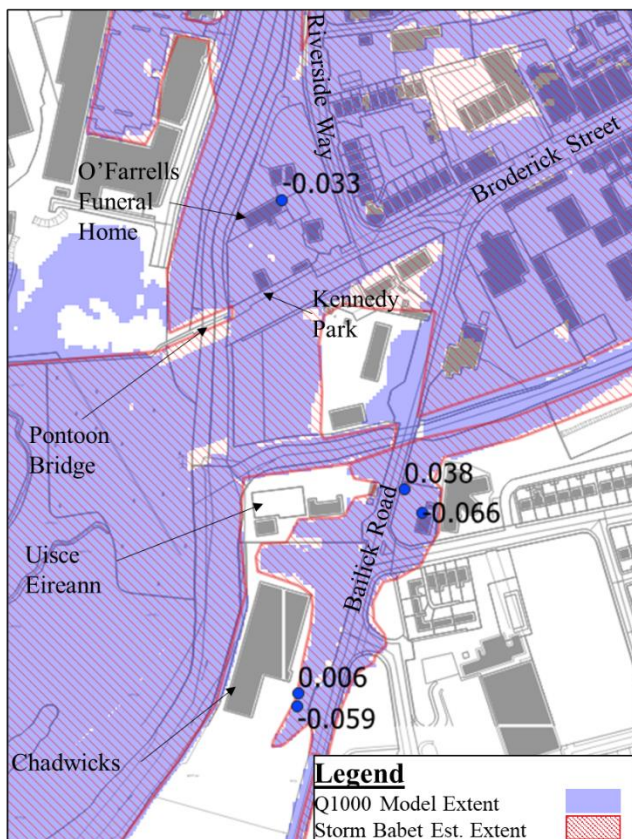 Riverside
Way
O'Farrells
Funeral
Home
-0.033
Broderick Street
Kennedy
Park
Pontoon
Bridge
0.038
-0.066
Bailick Road
Uisce
Eireann
0.006
-0.059
Chadwicks
Legend
Q1000 Model Extent
Storm Babet Est. Extent